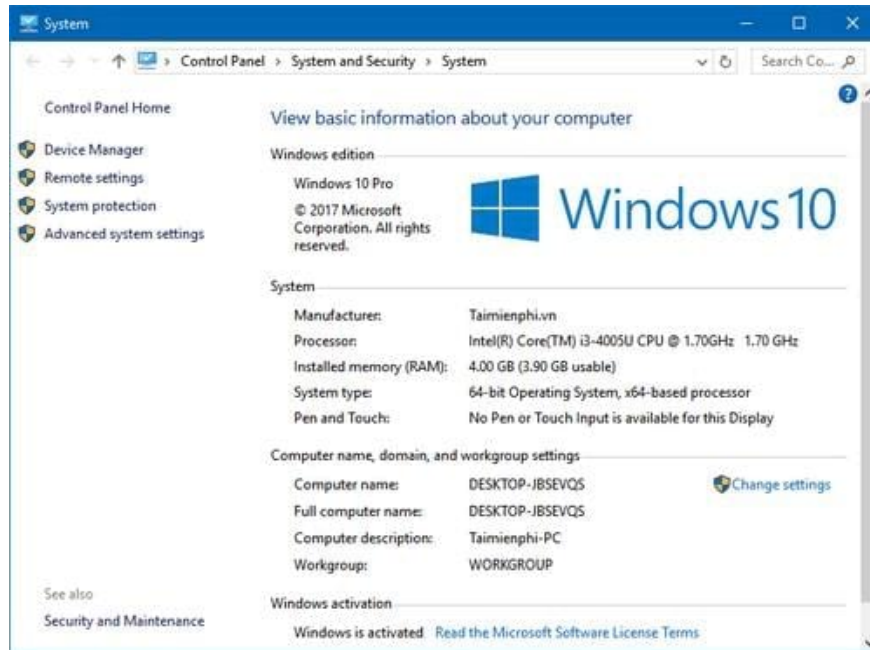 System
Control Panel › System and Security › System
Search Co...
Control Panel Home
Device Manager
Remote settings
System protection
Advanced system settings
View basic information about your computer
Windows edition
Windows 10 Pro
© 2017 Microsoft
Corporation. All rights
reserved.
Windows 10
System
Manufacturer: Taimienphi.vn
Processor: Intel(R) Core(TM) i3-4005U CPU @ 1.70GHz 1.70 GHz
Installed memory (RAM): 4.00 GB (3.90 GB usable)
System type: 64-bit Operating System, x64-based processor
Pen and Touch: No Pen or Touch Input is available for this Display
Computer name, domain, and workgroup settings
Computer name: DESKTOP-JBSEVQS Change settings
Full computer name: DESKTOP-JBSEVQS
Computer description: Taimienphi-PC
Workgroup: WORKGROUP
Windows activation
Windows is activated Read the Microsoft Software License Terms
See also
Security and Maintenance